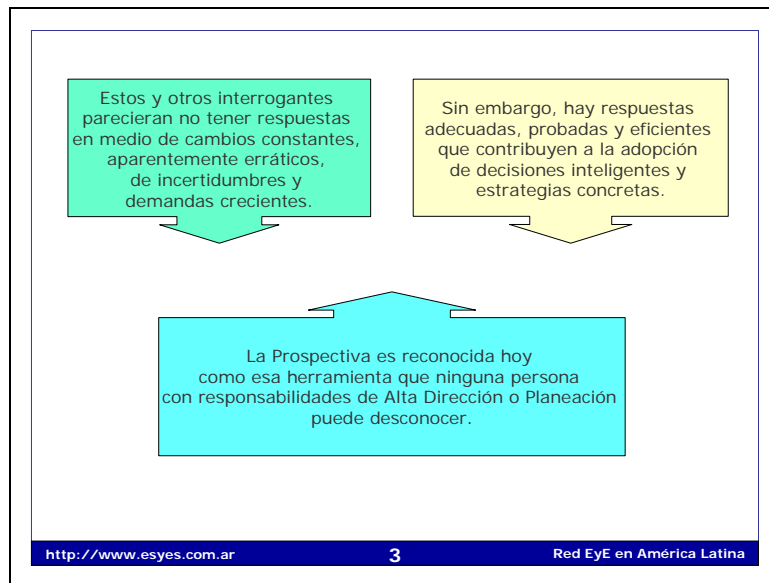 Estos y otros interrogantes
parecieran no tener respuestas
en medio de cambios constantes,
aparentemente erráticos,
de incertidumbres y
demandas crecientes.
Sin embargo, hay respuestas
adecuadas, probadas y eficientes
que contribuyen a la adopción
de decisiones inteligentes y
estrategias concretas.
La Prospectiva es reconocida hoy
como esa herramienta que ninguna persona
con responsabilidades de Alta Dirección o Planeación
puede desconocer.
http://www.esyes.com.ar 3 Red EyE en América Latina